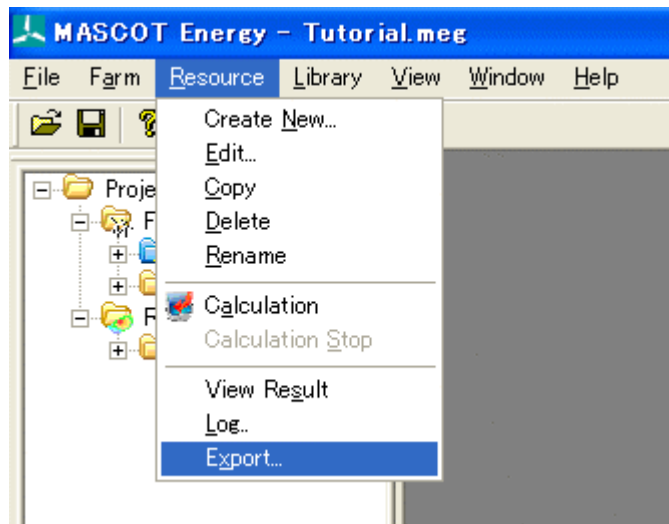 MASCOT Energy - Tutorial.meg
File Farm Resource Library View Window Help
Create New...
Edit...
Copy
Delete
Rename
Calculation
Calculation Stop
View Result
Log..
Export...
Proje
F
R